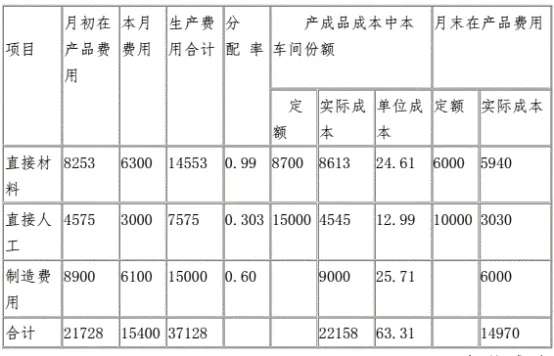 项目 月初在产品费用 本月费用 生产费用合计 分配率 产成品成本中本车间份额 月末在产品费用
定额 实际成本 单位成本 定额 实际成本
直接材料 8253 6300 14553 0.99 8700 8613 24.61 6000 5940
直接人工 4575 3000 7575 0.303 15000 4545 12.99 10000 3030
制造费用 8900 6100 15000 0.60 9000 25.71 6000
合计 21728 15400 37128 22158 63.31 14970